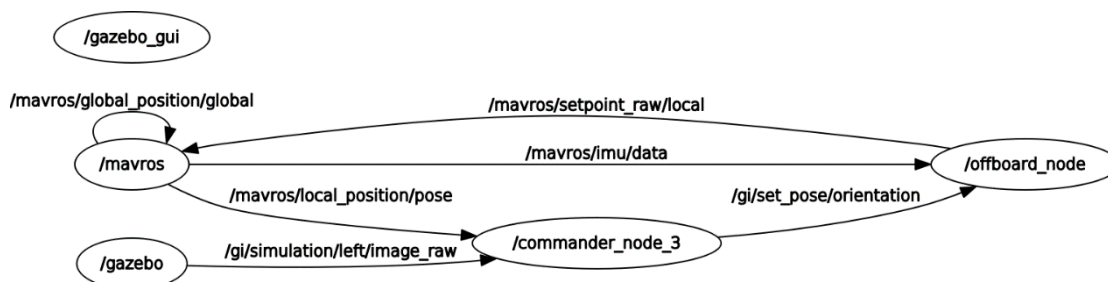 /gazebo_gui
/mavros/global_position/global
/mavros/setpoint_raw/local
/mavros
/mavros/imu/data
/offboard_node
/mavros/local_position/pose
/gi/set_pose/orientation
/commander_node_3
/gi/simulation/left/image_raw
/gazebo